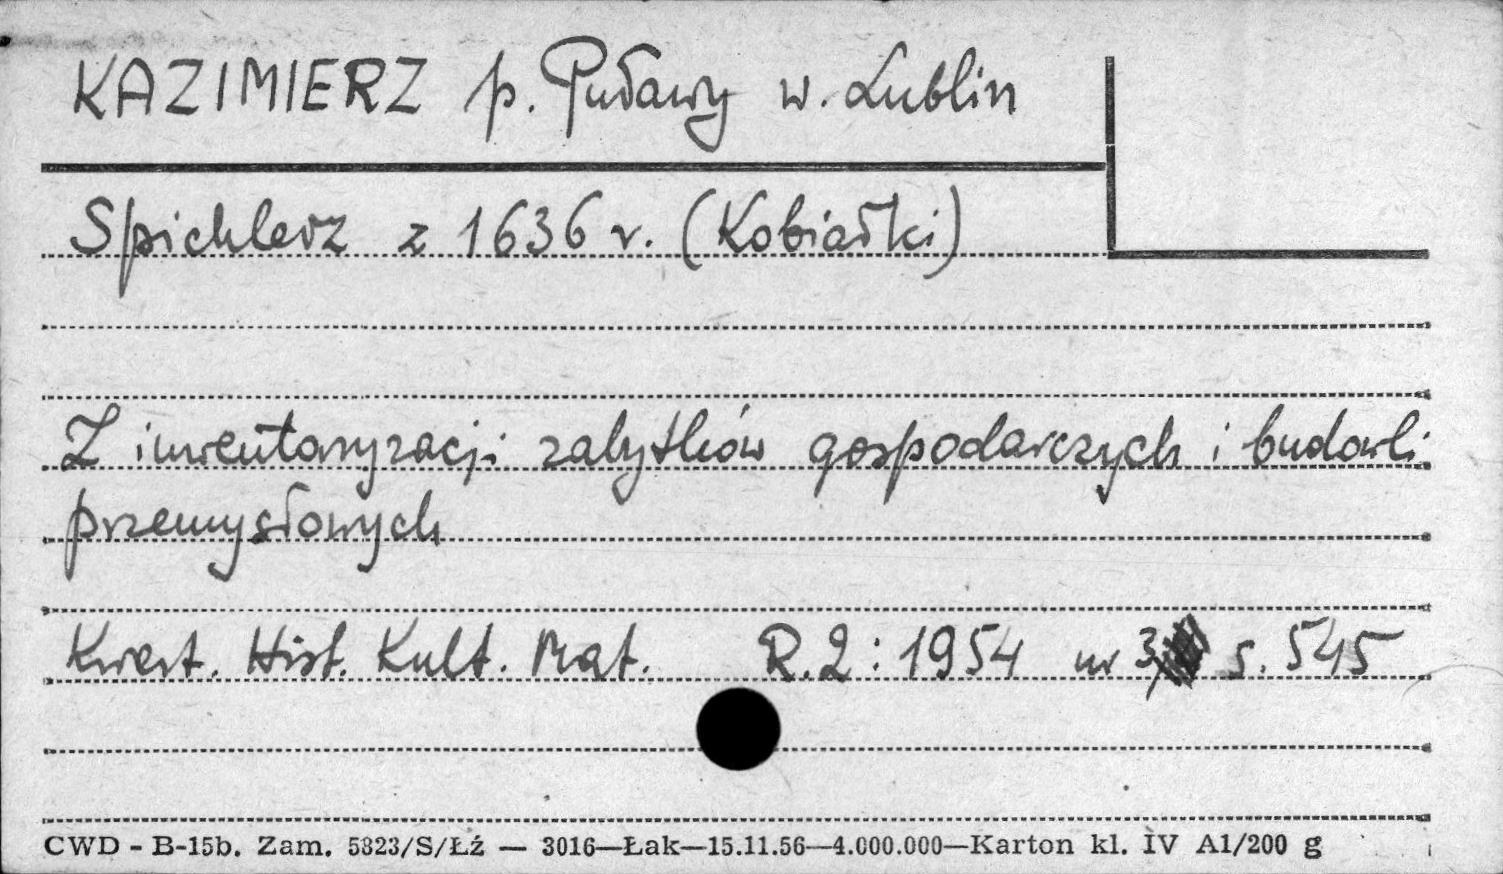 KAZIMIERZ p. Puławy w. Lublin
Spichlerz z 1636 r. (Kobiałki)
Z inwentaryzacji zabytków gospodarczych i budowli
przemysłowych
Kwart. Hist. Kult. Mat. R.2: 1954 nr 3, s. 545
CWD - B-15b. Zam. 5823/S/Łź — 3016—Łak—15.11.56—4.000.000—Karton kl. IV A1/200 g